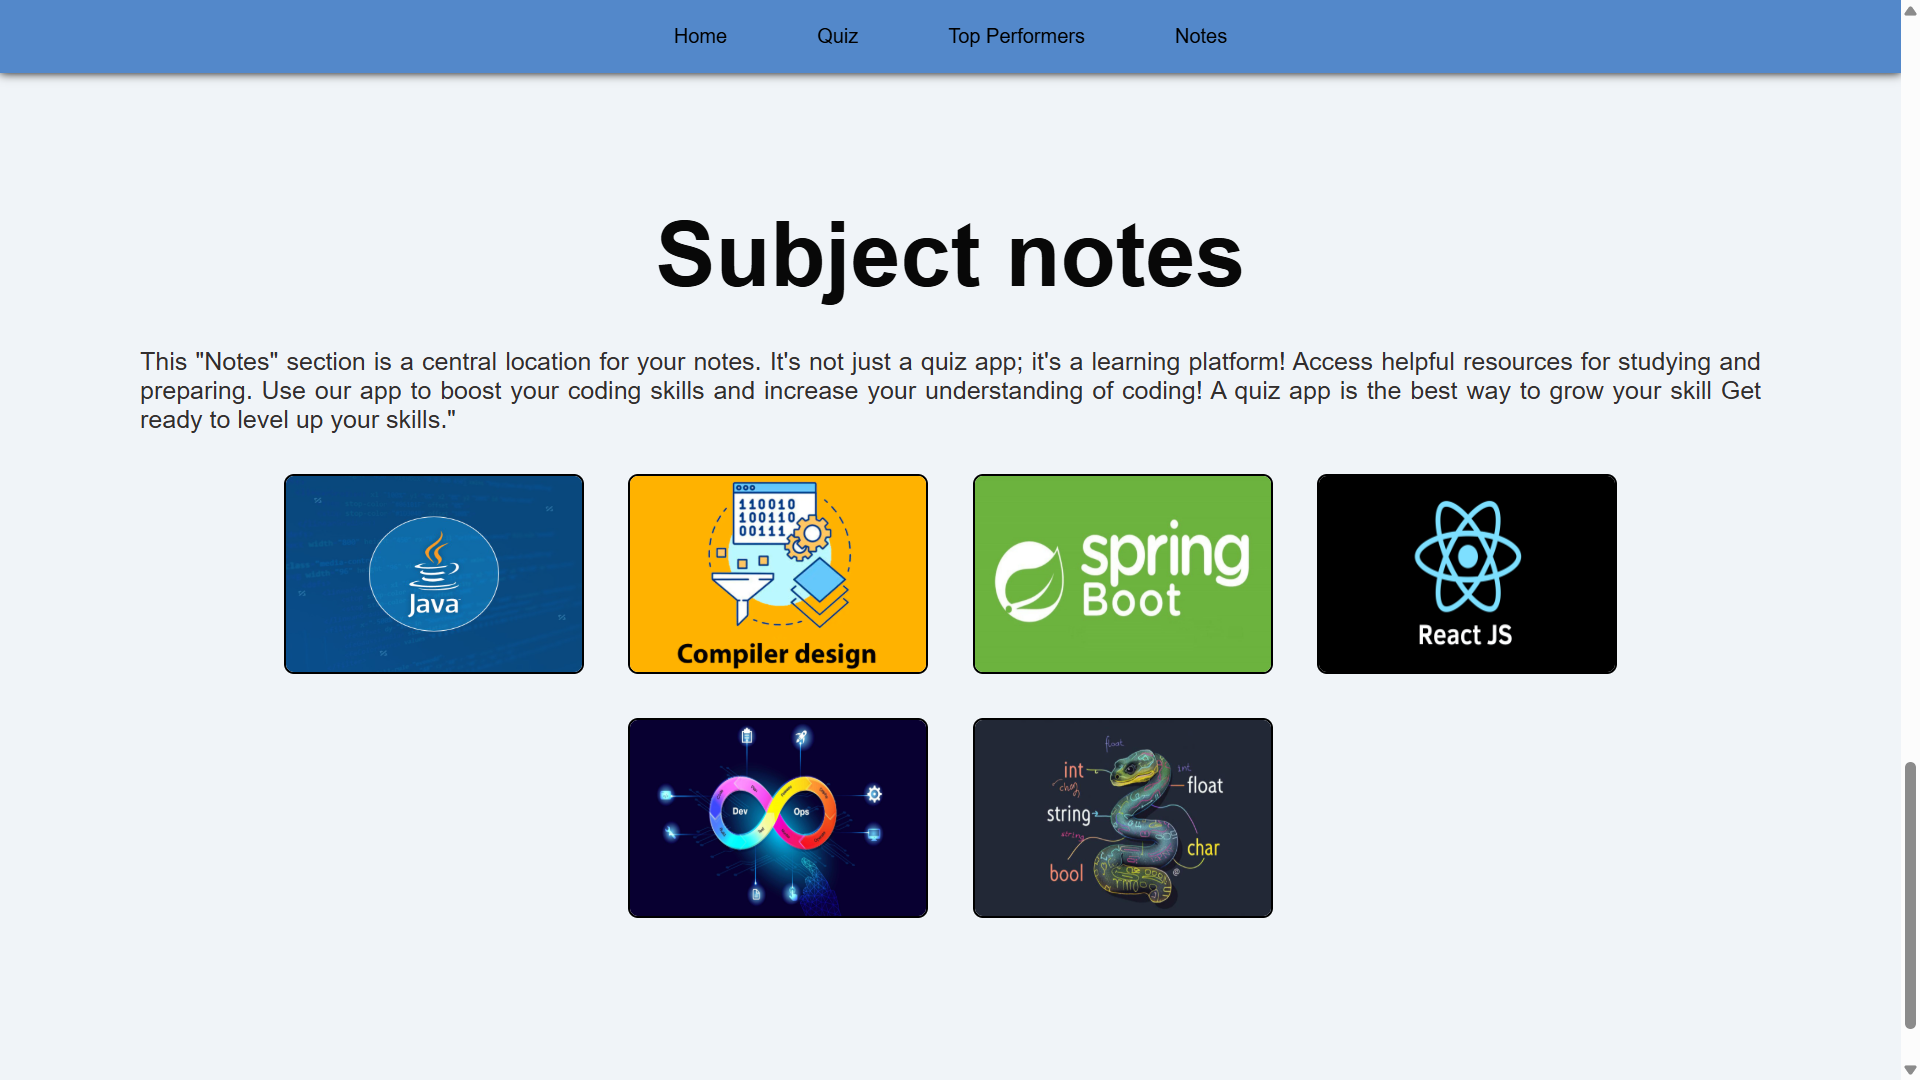 Home Quiz Top Performers Notes
Subject notes
This "Notes" section is a central location for your notes. It's not just a quiz app; it's a learning platform! Access helpful resources for studying and
preparing. Use our app to boost your coding skills and increase your understanding of coding! A quiz app is the best way to grow your skill Get
ready to level up your skills."
Java
110010
100110
00111
Compiler design
spring
Boot
React JS
Dev Ops
float
int
int
float
char
string
string
char
bool
@